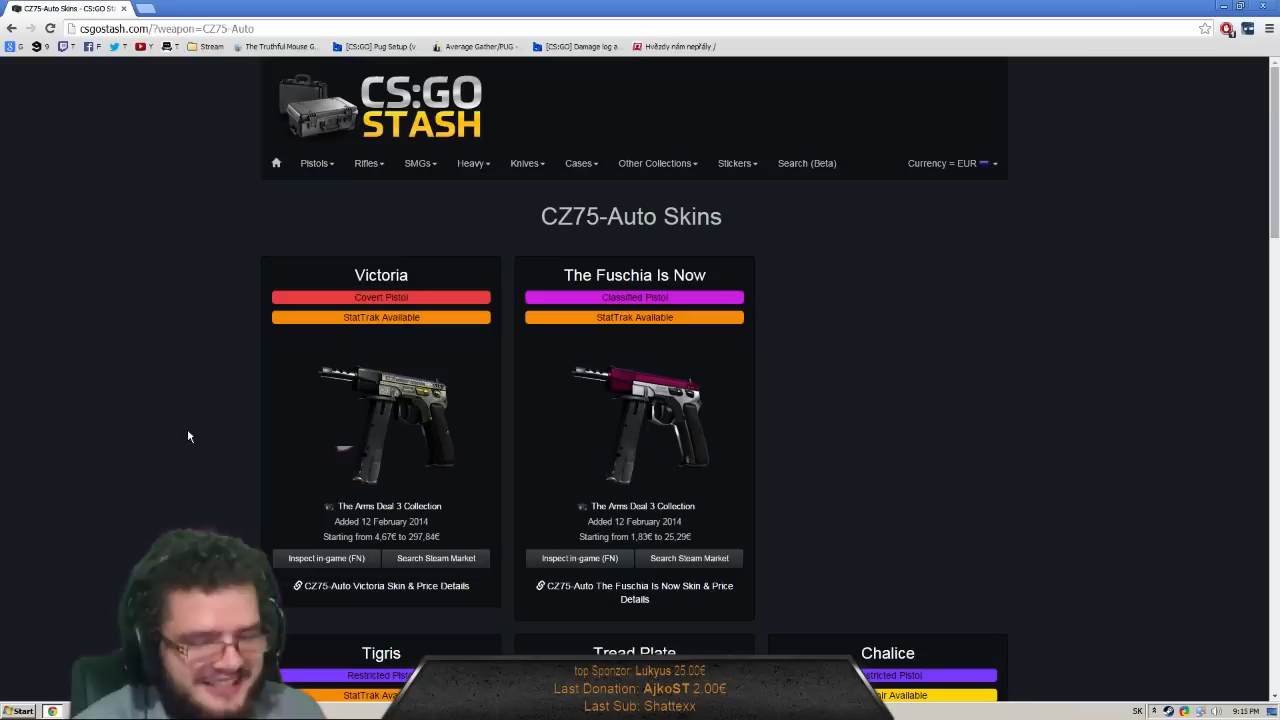 CZ75-Auto Skins - CS:GO St
csgostash.com/?weapon=CZ75-Auto
G 9 T F T T Y Stream The Truthful Mouse G [CS:GO] Pug Setup (v. Average Gather/PUG - [CS:GO] Damage log a Hvězdy nám nepřály /
CS:GO
STASH
Pistols Rifles SMGs Heavy Knives Cases Other Collections Stickers Search (Beta) Currency = EUR
CZ75-Auto Skins
Victoria
Covert Pistol
StatTrak Available
The Arms Deal 3 Collection
Added 12 February 2014
Starting from 4,67€ to 297,84€
Inspect in-game (FN) Search Steam Market
CZ75-Auto Victoria Skin & Price Details
The Fuschia Is Now
Classified Pistol
StatTrak Available
The Arms Deal 3 Collection
Added 12 February 2014
Starting from 1,83€ to 25,29€
Inspect in-game (FN) Search Steam Market
CZ75-Auto The Fuschia Is Now Skin & Price
Details
Tigris
Restricted Pist
StatTrak Ava
Tread Plate
Chalice
stricted Pistol
ir Available
top Sponzor: Lukyus 25.00€
Last Donation: AjkoST 2.00€
Last Sub: Shattexx
Start SK 9:15 PM